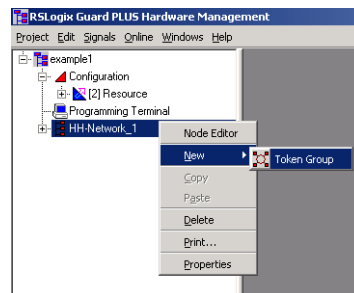 RSLogix Guard PLUS Hardware Management
Project Edit Signals Online Windows Help
example1
Configuration
[2] Resource
Programming Terminal
HH-Network_1
Node Editor
New
Token Group
Copy
Paste
Delete
Print...
Properties